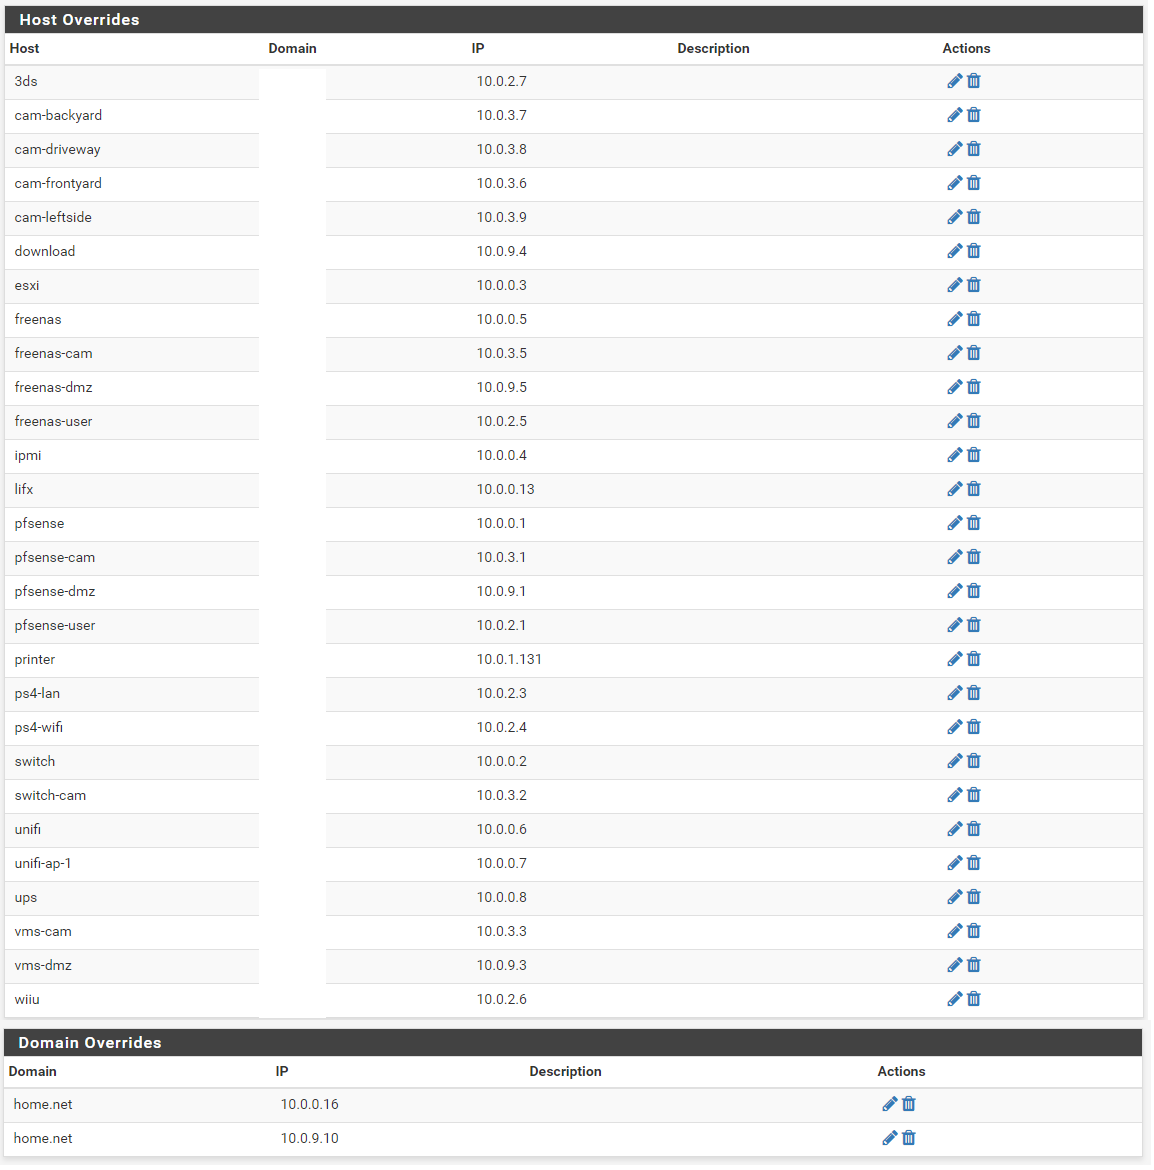 Host Overrides
Host Domain IP Description Actions
3ds 10.0.2.7
cam-backyard 10.0.3.7
cam-driveway 10.0.3.8
cam-frontyard 10.0.3.6
cam-leftside 10.0.3.9
download 10.0.9.4
esxi 10.0.0.3
freenas 10.0.0.5
freenas-cam 10.0.3.5
freenas-dmz 10.0.9.5
freenas-user 10.0.2.5
ipmi 10.0.0.4
lifx 10.0.0.13
pfsense 10.0.0.1
pfsense-cam 10.0.3.1
pfsense-dmz 10.0.9.1
pfsense-user 10.0.2.1
printer 10.0.1.131
ps4-lan 10.0.2.3
ps4-wifi 10.0.2.4
switch 10.0.0.2
switch-cam 10.0.3.2
unifi 10.0.0.6
unifi-ap-1 10.0.0.7
ups 10.0.0.8
vms-cam 10.0.3.3
vms-dmz 10.0.9.3
wiiu 10.0.2.6
Domain Overrides
Domain IP Description Actions
home.net 10.0.0.16
home.net 10.0.9.10